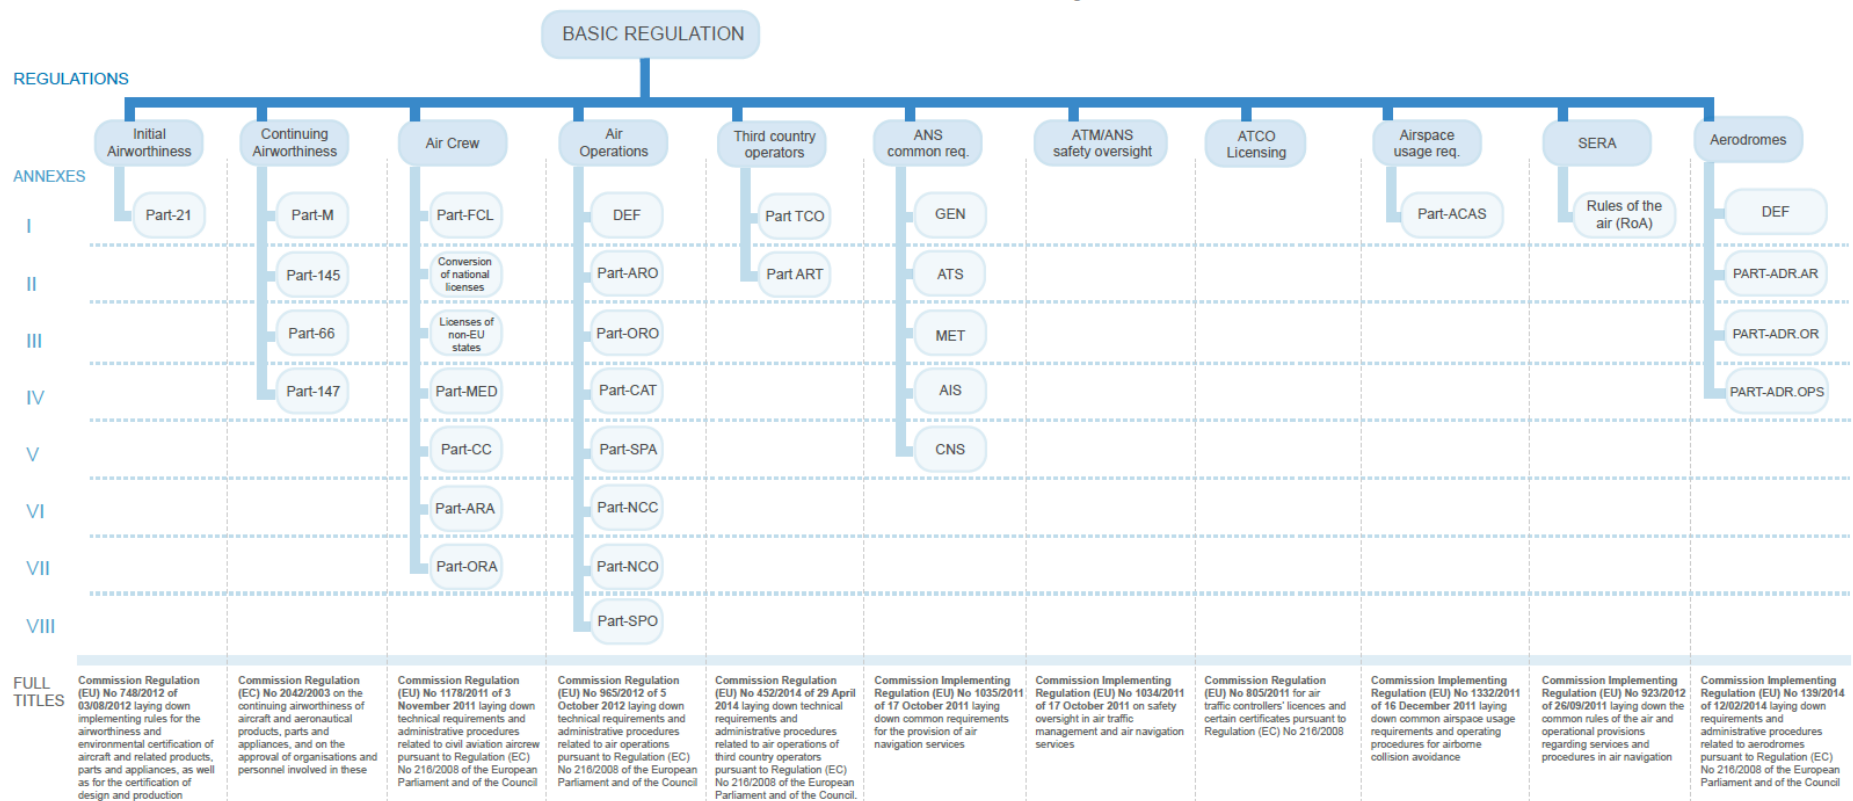 BASIC REGULATION
REGULATIONS
Initial
Airworthiness
Continuing
Airworthiness
Air Crew
Air
Operations
Third country
operators
ANS
common req.
ATM/ANS
safety oversight
ATCO
Licensing
Airspace
usage req.
SERA
Aerodromes
ANNEXES
I
Part-21
Part-M
Part-FCL
DEF
Part TCO
GEN
Part-ACAS
Rules of the
air (RoA)
DEF
II
Part-145
Conversion
of national
licenses
Part-ARO
Part ART
ATS
PART-ADR.AR
III
Part-66
Licenses of
non-EU
states
Part-ORO
MET
PART-ADR.OR
IV
Part-147
Part-MED
Part-CAT
AIS
PART-ADR.OPS
V
Part-CC
Part-SPA
CNS
VI
Part-ARA
Part-NCC
VII
Part-ORA
Part-NCO
VIII
Part-SPO
FULL
TITLES
Commission Regulation
(EU) No 748/2012 of
03/08/2012 laying down
implementing rules for the
airworthiness and
environmental certification of
aircraft and related products,
parts and appliances, as well
as for the certification of
design and production
Commission Regulation
(EC) No 2042/2003 on the
continuing airworthiness of
aircraft and aeronautical
products, parts and
appliances, and on the
approval of organisations and
personnel involved in these
Commission Regulation
(EU) No 1178/2011 of 3
November 2011 laying down
technical requirements and
administrative procedures
related to civil aviation aircrew
pursuant to Regulation (EC)
No 216/2008 of the European
Parliament and of the Council
Commission Regulation
(EU) No 965/2012 of 5
October 2012 laying down
technical requirements and
administrative procedures
related to air operations
pursuant to Regulation (EC)
No 216/2008 of the European
Parliament and of the Council
Commission Regulation
(EU) No 452/2014 of 29 April
2014 laying down technical
requirements and
administrative procedures
related to air operations of
third country operators
pursuant to Regulation (EC)
No 216/2008 of the European
Parliament and of the Council.
Commission Implementing
Regulation (EU) No 1035/2011
of 17 October 2011 laying
down common requirements
for the provision of air
navigation services
Commission Implementing
Regulation (EU) No 1034/2011
of 17 October 2011 on safety
oversight in air traffic
management and air navigation
services
Commission Regulation
(EU) No 805/2011 for air
traffic controllers' licences and
certain certificates pursuant to
Regulation (EC) No 216/2008
Commission Implementing
Regulation (EU) No 1332/2011
of 16 December 2011 laying
down common airspace usage
requirements and operating
procedures for airborne
collision avoidance
Commission Implementing
Regulation (EU) No 923/2012
of 26/09/2011 laying down the
common rules of the air and
operational provisions
regarding services and
procedures in air navigation
Commission Implementing
Regulation (EU) No 139/2014
of 12/02/2014 laying down
requirements and
administrative procedures
related to aerodromes
pursuant to Regulation (EC)
No 216/2008 of the European
Parliament and of the Council